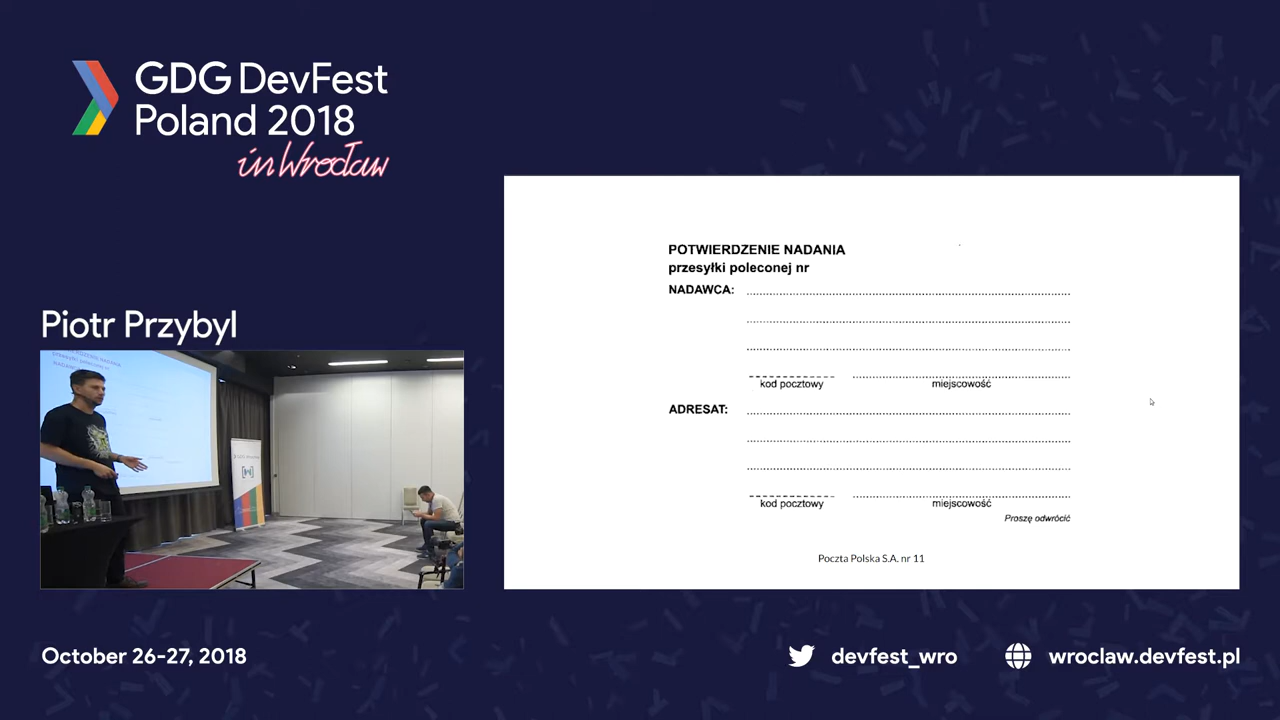 GDG DevFest
Poland 2018
in Wrocław
Piotr Przybyl
POTWIERDZENIE NADANIA
przesyłki poleconej nr
NADAWCA:
kod pocztowy miejscowość
ADRESAT:
kod pocztowy miejscowość
Proszę odwrócić
Poczta Polska S.A. nr 11
October 26-27, 2018
devfest_wro
wroclaw.devfest.pl